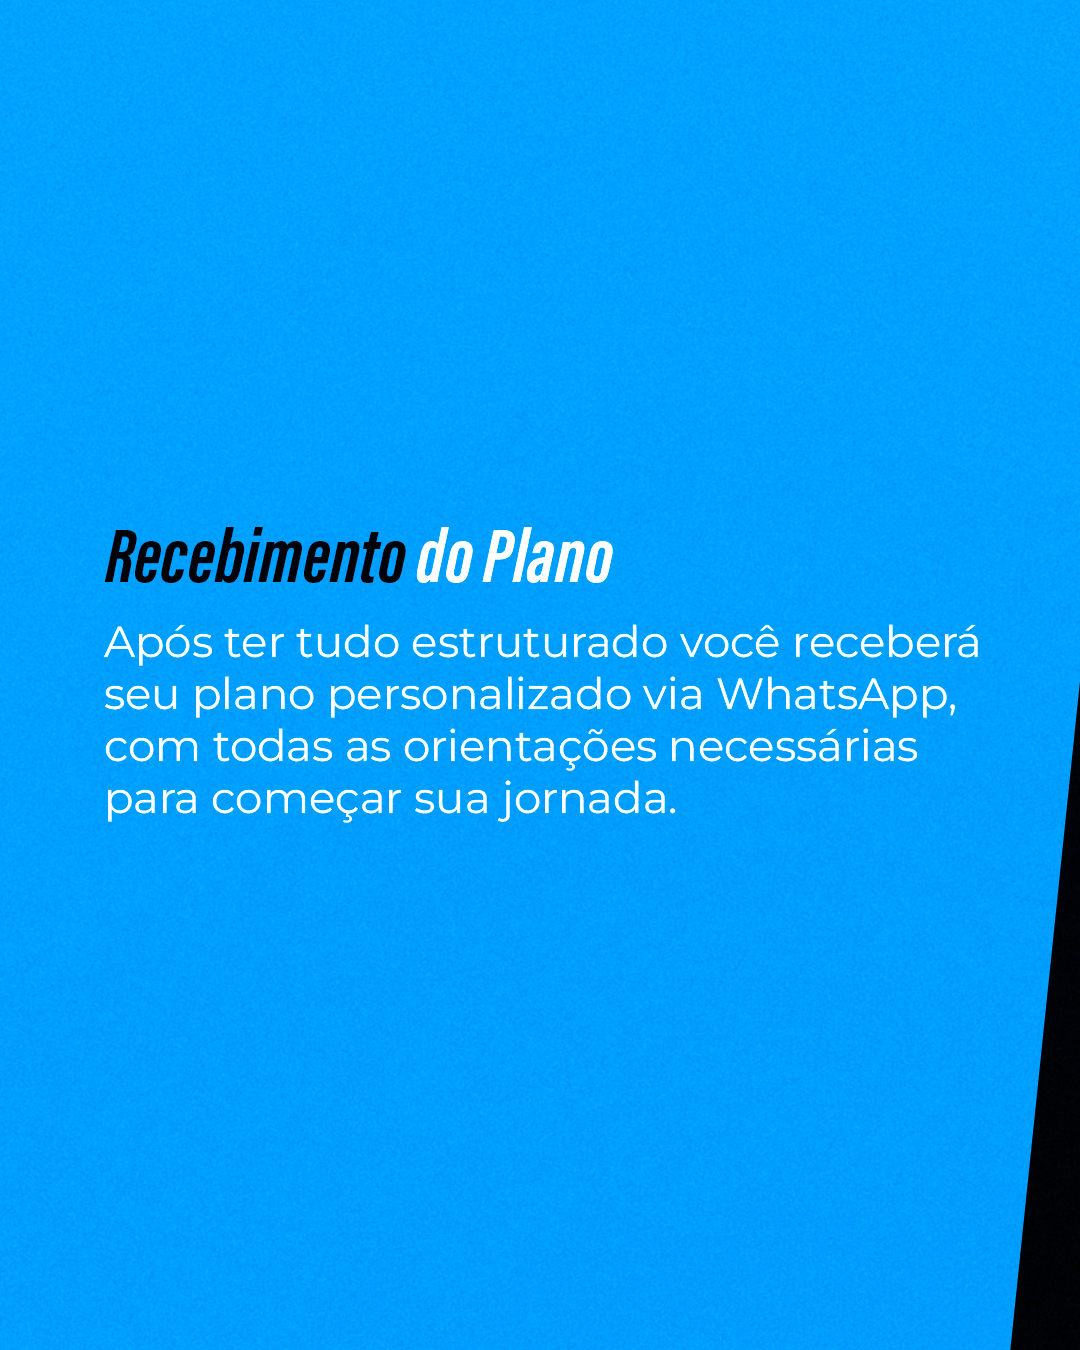 Recebimento do Plano
Após ter tudo estruturado você receberá
seu plano personalizado via WhatsApp,
com todas as orientações necessárias
para começar sua jornada.